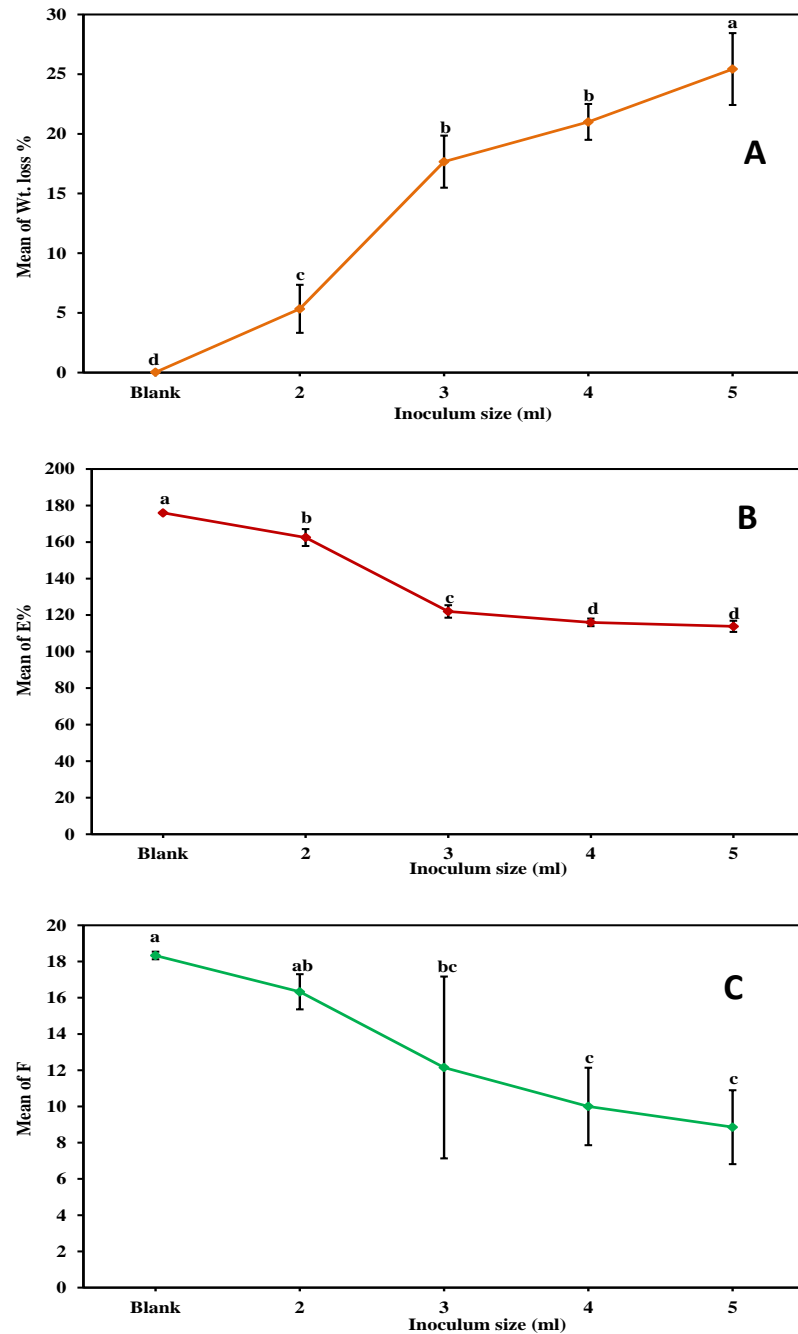 30
25
20
15
10
5
0
Mean of Wt. loss %
d
c
b
b
a
A
Blank 2 3 4 5
Inoculum size (ml)
200
180
160
140
120
100
80
60
40
20
0
Mean of E%
a
b
c
d
d
B
Blank 2 3 4 5
Inoculum size (ml)
20
18
16
14
12
10
8
6
4
2
0
Mean of F
a
ab
bc
c
c
C
Blank 2 3 4 5
Inoculum size (ml)